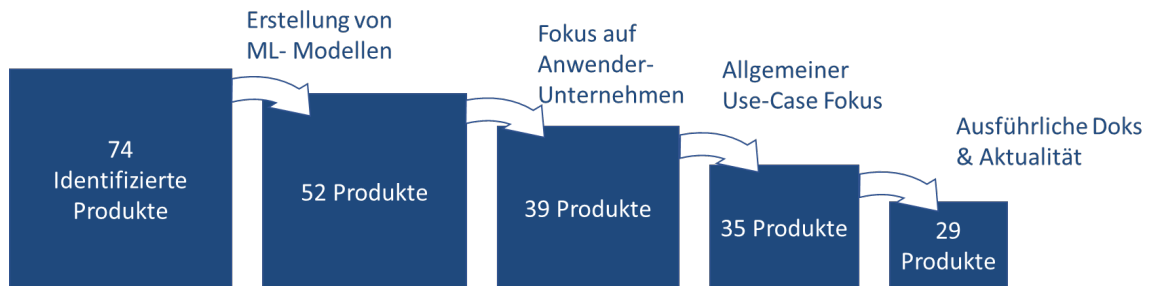 Erstellung von
ML- Modellen
Fokus auf
Anwender-
Unternehmen
Allgemeiner
Use-Case Fokus
Ausführliche Doks
& Aktualität
74
Identifizierte
Produkte
52 Produkte
39 Produkte
35 Produkte
29
Produkte